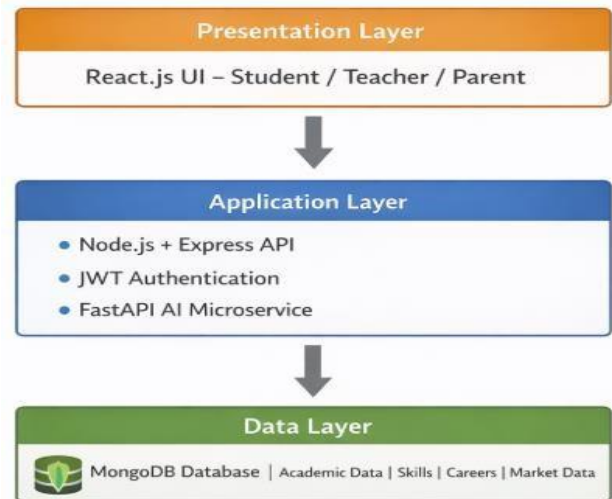 Presentation Layer
React.js UI – Student / Teacher / Parent
Application Layer
• Node.js + Express API
• JWT Authentication
• FastAPI AI Microservice
Data Layer
MongoDB Database | Academic Data | Skills | Careers | Market Data